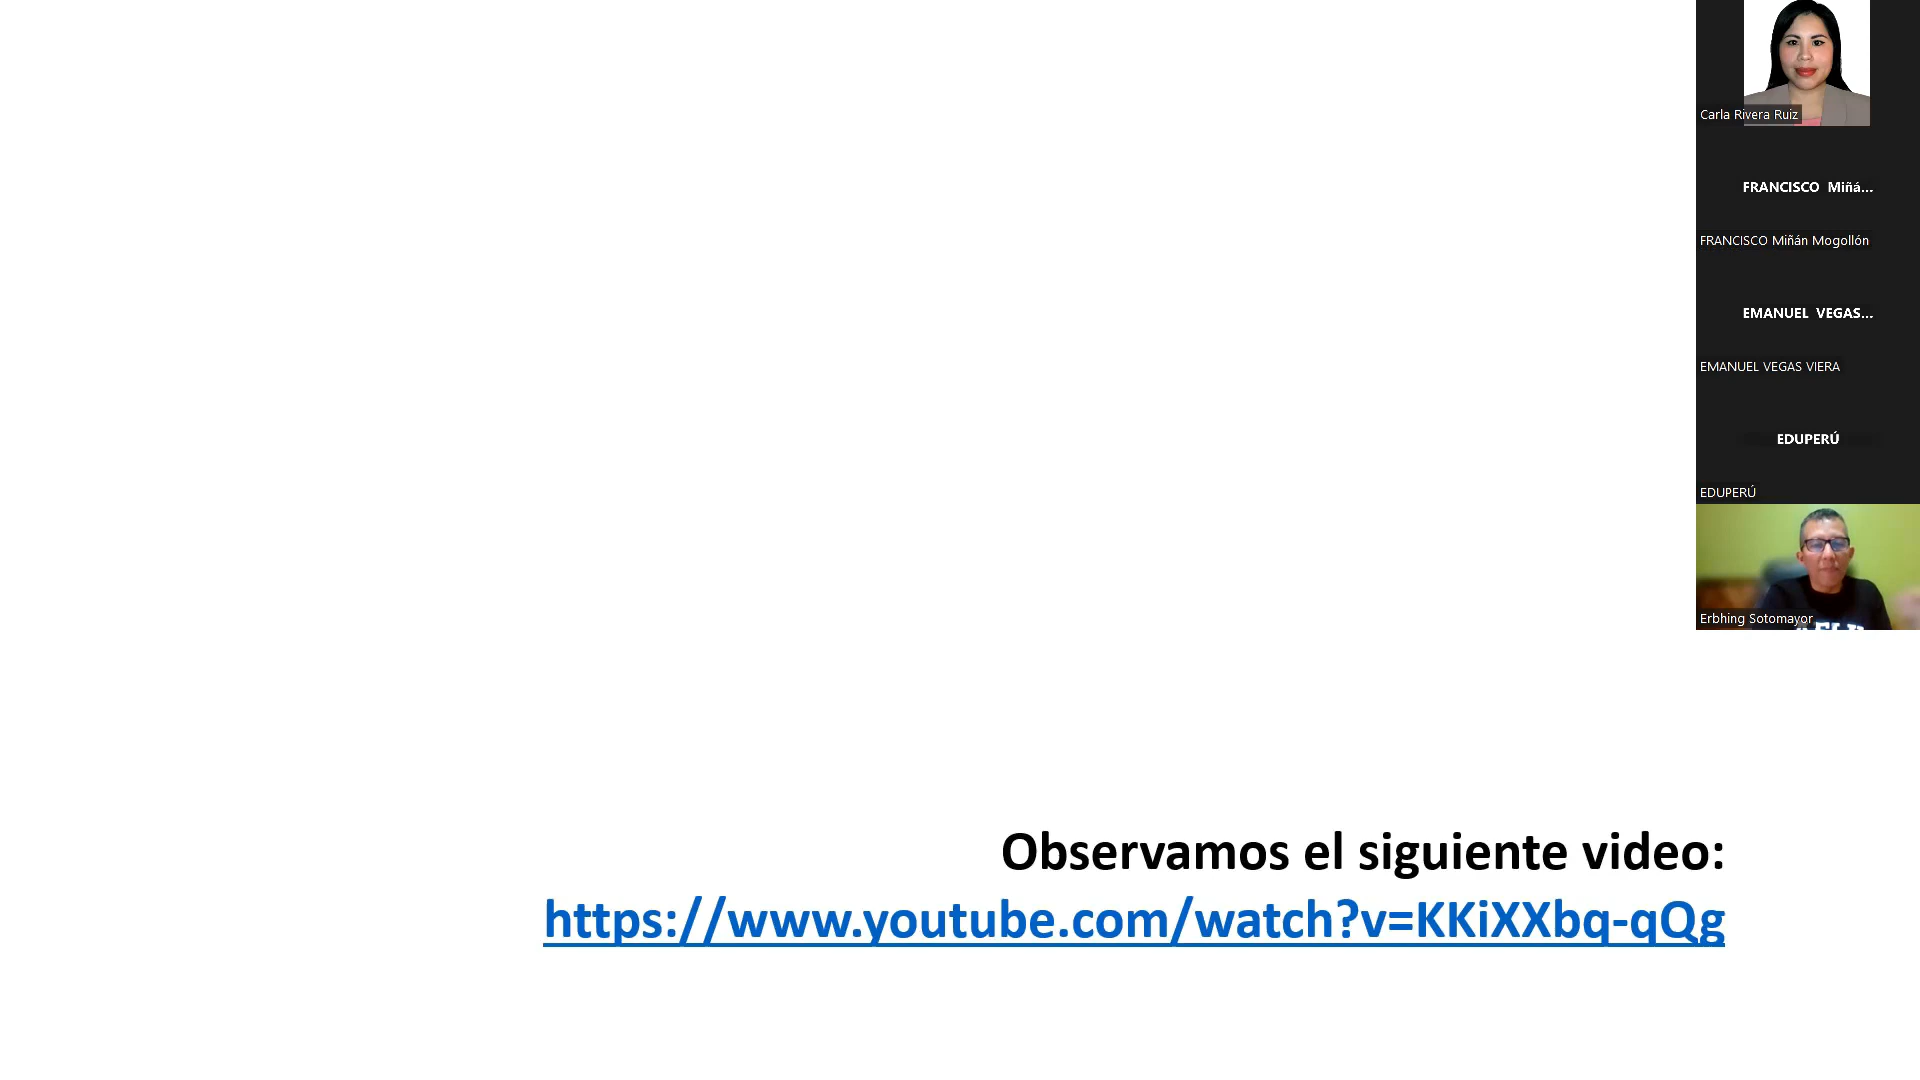 Carla Rivera Ruiz
FRANCISCO Miñá...
FRANCISCO Miñán Mogollón
EMANUEL VEGAS...
EMANUEL VEGAS VIERA
EDUPERÚ
EDUPERÚ
Erbhing Sotomayor
Observamos el siguiente video:
https://www.youtube.com/watch?v=KKiXXbq-qQg